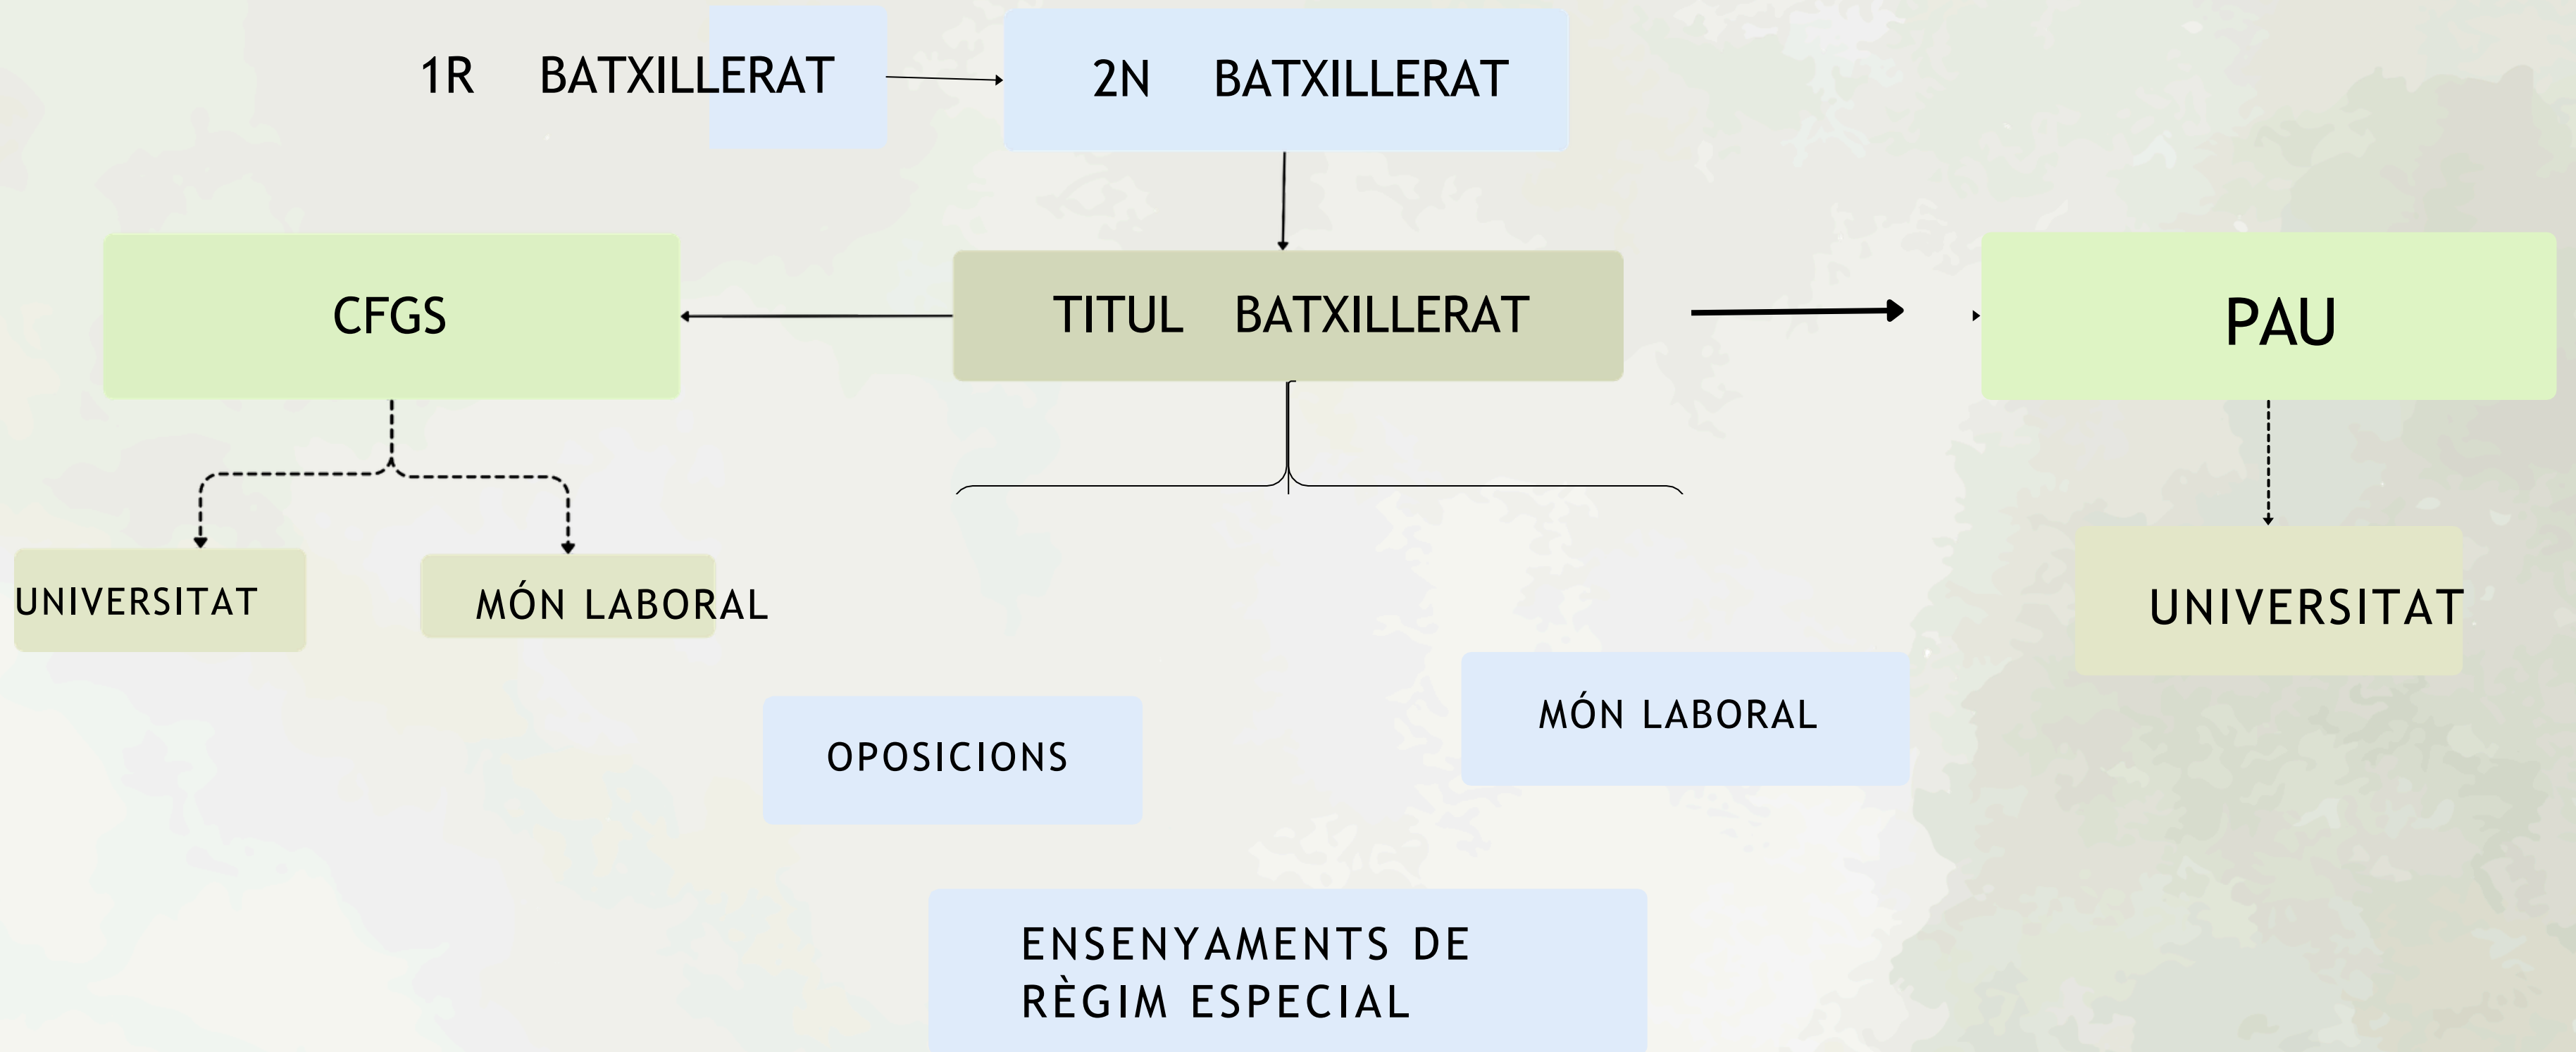 1R BATXILLERAT
2N BATXILLERAT
CFGS
TITUL BATXILLERAT
PAU
UNIVERSITAT
MÓN LABORAL
UNIVERSITAT
MÓN LABORAL
OPOSICIONS
ENSENYAMENTS DE
RÈGIM ESPECIAL